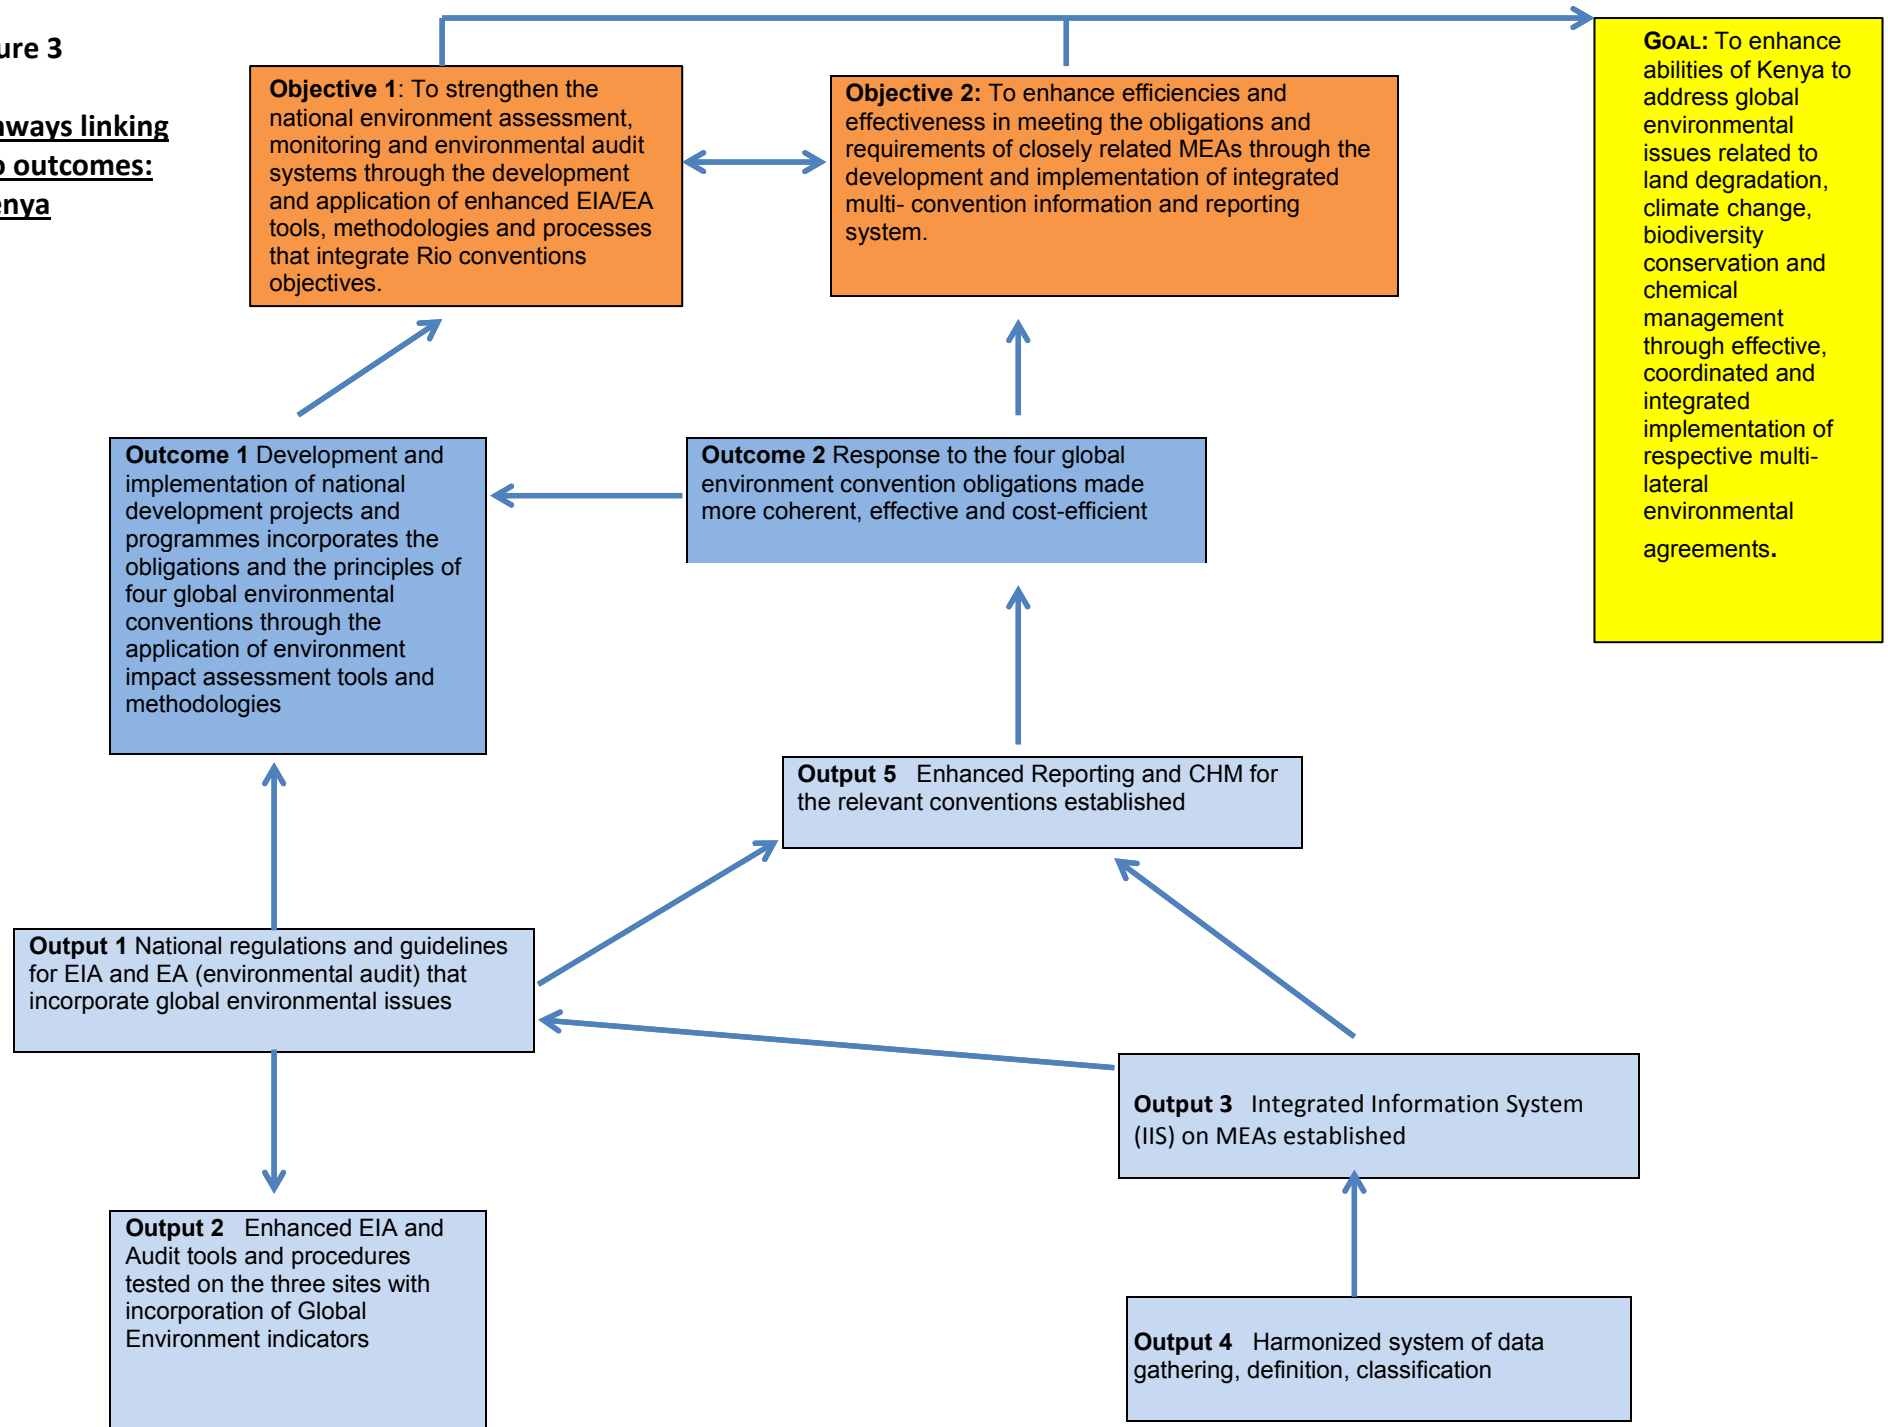 ure 3
ways linking
o outcomes:
enya
Objective 1: To strengthen the
national environment assessment,
monitoring and environmental audit
systems through the development
and application of enhanced EIA/EA
tools, methodologies and processes
that integrate Rio conventions
objectives.
Objective 2: To enhance efficiencies and
effectiveness in meeting the obligations and
requirements of closely related MEAs through the
development and implementation of integrated
multi- convention information and reporting
system.
GOAL: To enhance
abilities of Kenya to
address global
environmental
issues related to
land degradation,
climate change,
biodiversity
conservation and
chemical
management
through effective,
coordinated and
integrated
implementation of
respective multi-
lateral
environmental
agreements.
Outcome 1 Development and
implementation of national
development projects and
programmes incorporates the
obligations and the principles of
four global environmental
conventions through the
application of environment
impact assessment tools and
methodologies
Outcome 2 Response to the four global
environment convention obligations made
more coherent, effective and cost-efficient
Output 5 Enhanced Reporting and CHM for
the relevant conventions established
Output 1 National regulations and guidelines
for EIA and EA (environmental audit) that
incorporate global environmental issues
Output 3 Integrated Information System
(IIS) on MEAs established
Output 2 Enhanced EIA and
Audit tools and procedures
tested on the three sites with
incorporation of Global
Environment indicators
Output 4 Harmonized system of data
gathering, definition, classification